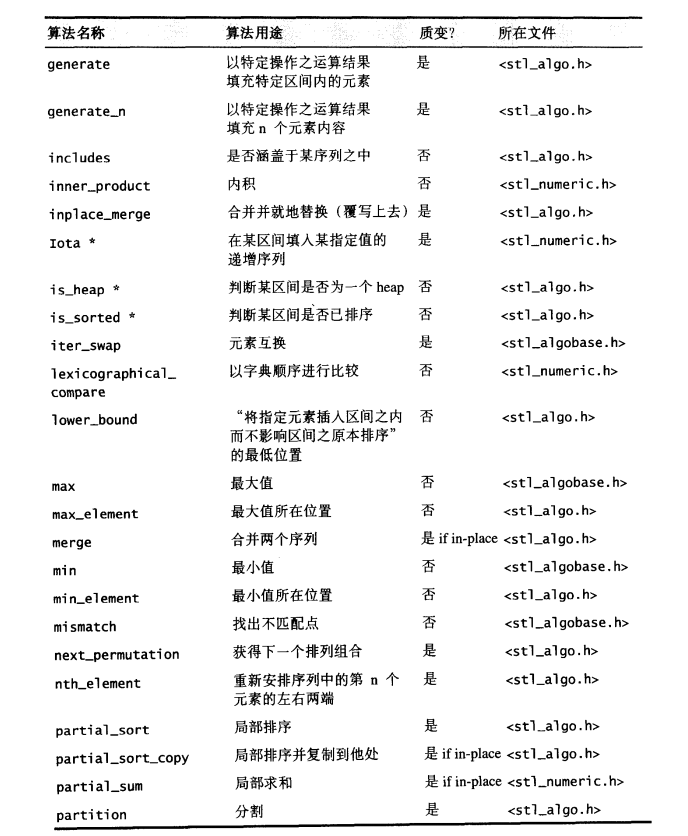 算法名称 算法用途 质变? 所在文件
generate 以特定操作之运算结果 是 <stl_algo.h>
填充特定区间内的元素
generate_n 以特定操作之运算结果 是 <stl_algo.h>
填充 n 个元素内容
includes 是否涵盖于某序列之中 否 <stl_algo.h>
inner_product 内积 否 <stl_numeric.h>
inplace_merge 合并并就地替换（覆写上去） 是 <stl_algo.h>
Iota * 在某区间填入某指定值的 是 <stl_numeric.h>
递增序列
is_heap * 判断某区间是否为一个 heap 否 <stl_algo.h>
is_sorted * 判断某区间是否已排序 否 <stl_algo.h>
iter_swap 元素互换 是 <stl_algobase.h>
lexicographical_ 以字典顺序进行比较 否 <stl_numeric.h>
compare
lower_bound “将指定元素插入区间之内 否 <stl_algo.h>
而不影响区间之原本排序”
的最低位置
max 最大值 否 <stl_algobase.h>
max_element 最大值所在位置 否 <stl_algo.h>
merge 合并两个序列 是 if in-place <stl_algo.h>
min 最小值 否 <stl_algobase.h>
min_element 最小值所在位置 否 <stl_algo.h>
mismatch 找出不匹配点 否 <stl_algobase.h>
next_permutation 获得下一个排列组合 是 <stl_algo.h>
nth_element 重新安排序列中的第 n 个 是 <stl_algo.h>
元素的左右两端
partial_sort 局部排序 是 <stl_algo.h>
partial_sort_copy 局部排序并复制到他处 是 if in-place <stl_algo.h>
partial_sum 局部求和 是 if in-place <stl_numeric.h>
partition 分割 是 <stl_algo.h>